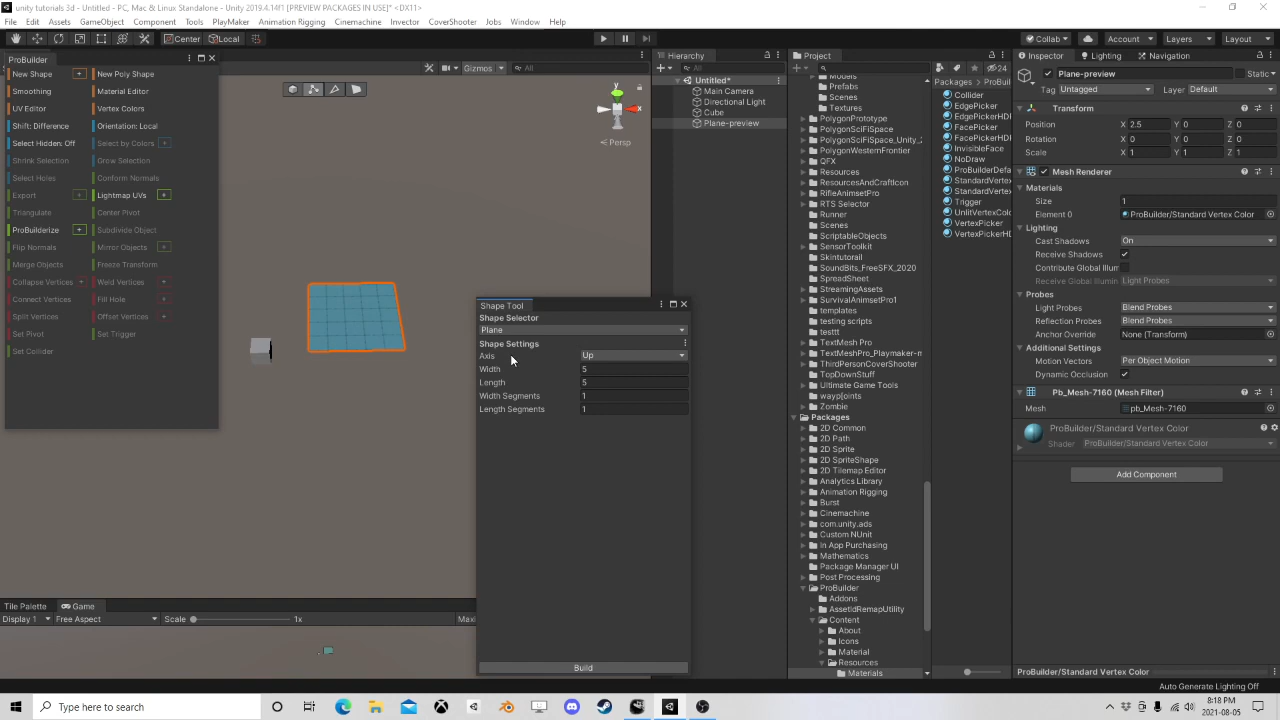 unity tutorials 3d - Untitled - PC, Mac & Linux Standalone - Unity 2019.4.14f1 [PREVIEW PACKAGES IN USE]* <DX11>
File Edit Assets GameObject Component Tools PlayMaker Animation Rigging Cinemachine Invector CoverShooter Jobs Window Help
Center Local Collab Account Layers Layout
ProBuilder
New Shape New Poly Shape
Smoothing Material Editor
UV Editor Vertex Colors
Shift: Difference Orientation: Local
Select Hidden: Off Select by Colors
Shrink Selection Grow Selection
Select Holes Conform Normals
Export Lightmap UVs
Triangulate Center Pivot
ProBuilderize Subdivide Object
Flip Normals Mirror Objects
Merge Objects Freeze Transform
Collapse Vertices Weld Vertices
Connect Vertices Fill Hole
Split Vertices Offset Vertices
Set Pivot Set Trigger
Set Collider
Gizmos All
Y
X
Persp
Shape Tool
Shape Selector
Plane
Shape Settings
Axis Up
Width 5
Length 5
Width Segments 1
Length Segments 1
Build
Tile Palette Game
Display 1 Free Aspect Scale 1x Maxi
Hierarchy
All
Untitled*
Main Camera
Directional Light
Cube
Plane-preview
Project
24
Models
Prefabs
Scenes
Textures
PolygonPrototype
PolygonSciFiSpace
PolygonSciFiSpace_Unity_2
PolygonWesternFrontier
QFX
Resources
ResourcesAndCraftIcon
RifleAnimsetPro
RTS Selector
Runner
Scenes
ScriptableObjects
SensorToolkit
Skintutorail
SoundBits_FreeSFX_2020
SpreadSheet
StreamingAssets
SurvivalAnimsetPro1
templates
testing scripts
testtt
TextMesh Pro
TextMeshPro_Playmaker-m
ThirdPersonCoverShooter
TopDownStuff
Ultimate Game Tools
Zombie
Packages
2D Common
2D Path
2D Sprite
2D SpriteShape
2D Tilemap Editor
Analytics Library
Animation Rigging
Burst
Cinemachine
com.unity.ads
Custom NUnit
In App Purchasing
Mathematics
Package Manager UI
Post Processing
ProBuilder
Addons
AssetIdRemapUtility
Content
About
Icons
Material
Resources
Materials
Packages > ProBuil
Collider
EdgePicker
EdgePickerHD
FacePicker
FacePickerHD
InvisibleFace
NoDraw
ProBuilderDefa
StandardVertex
StandardVertex
Trigger
UnlitVertexColo
VertexPicker
VertexPickerHD
Inspector Lighting Navigation
Plane-preview Static
Tag Untagged Layer Default
Transform
Position X 2.5 Y 0 Z 0
Rotation X 0 Y 0 Z 0
Scale X 1 Y 1 Z 1
Mesh Renderer
Materials
Size 1
Element 0 ProBuilder/Standard Vertex Color
Lighting
Cast Shadows On
Receive Shadows
Contribute Global Illum
Receive Global Illumin Light Probes
Probes
Light Probes Blend Probes
Reflection Probes Blend Probes
Anchor Override None (Transform)
Additional Settings
Motion Vectors Per Object Motion
Dynamic Occlusion
Pb_Mesh-7160 (Mesh Filter)
Mesh pb_Mesh-7160
ProBuilder/Standard Vertex Color
Shader ProBuilder/Standard Vertex Color
Add Component
ProBuilder/Standard Vertex Color
Auto Generate Lighting Off
Type here to search
8:18 PM
2021-08-05